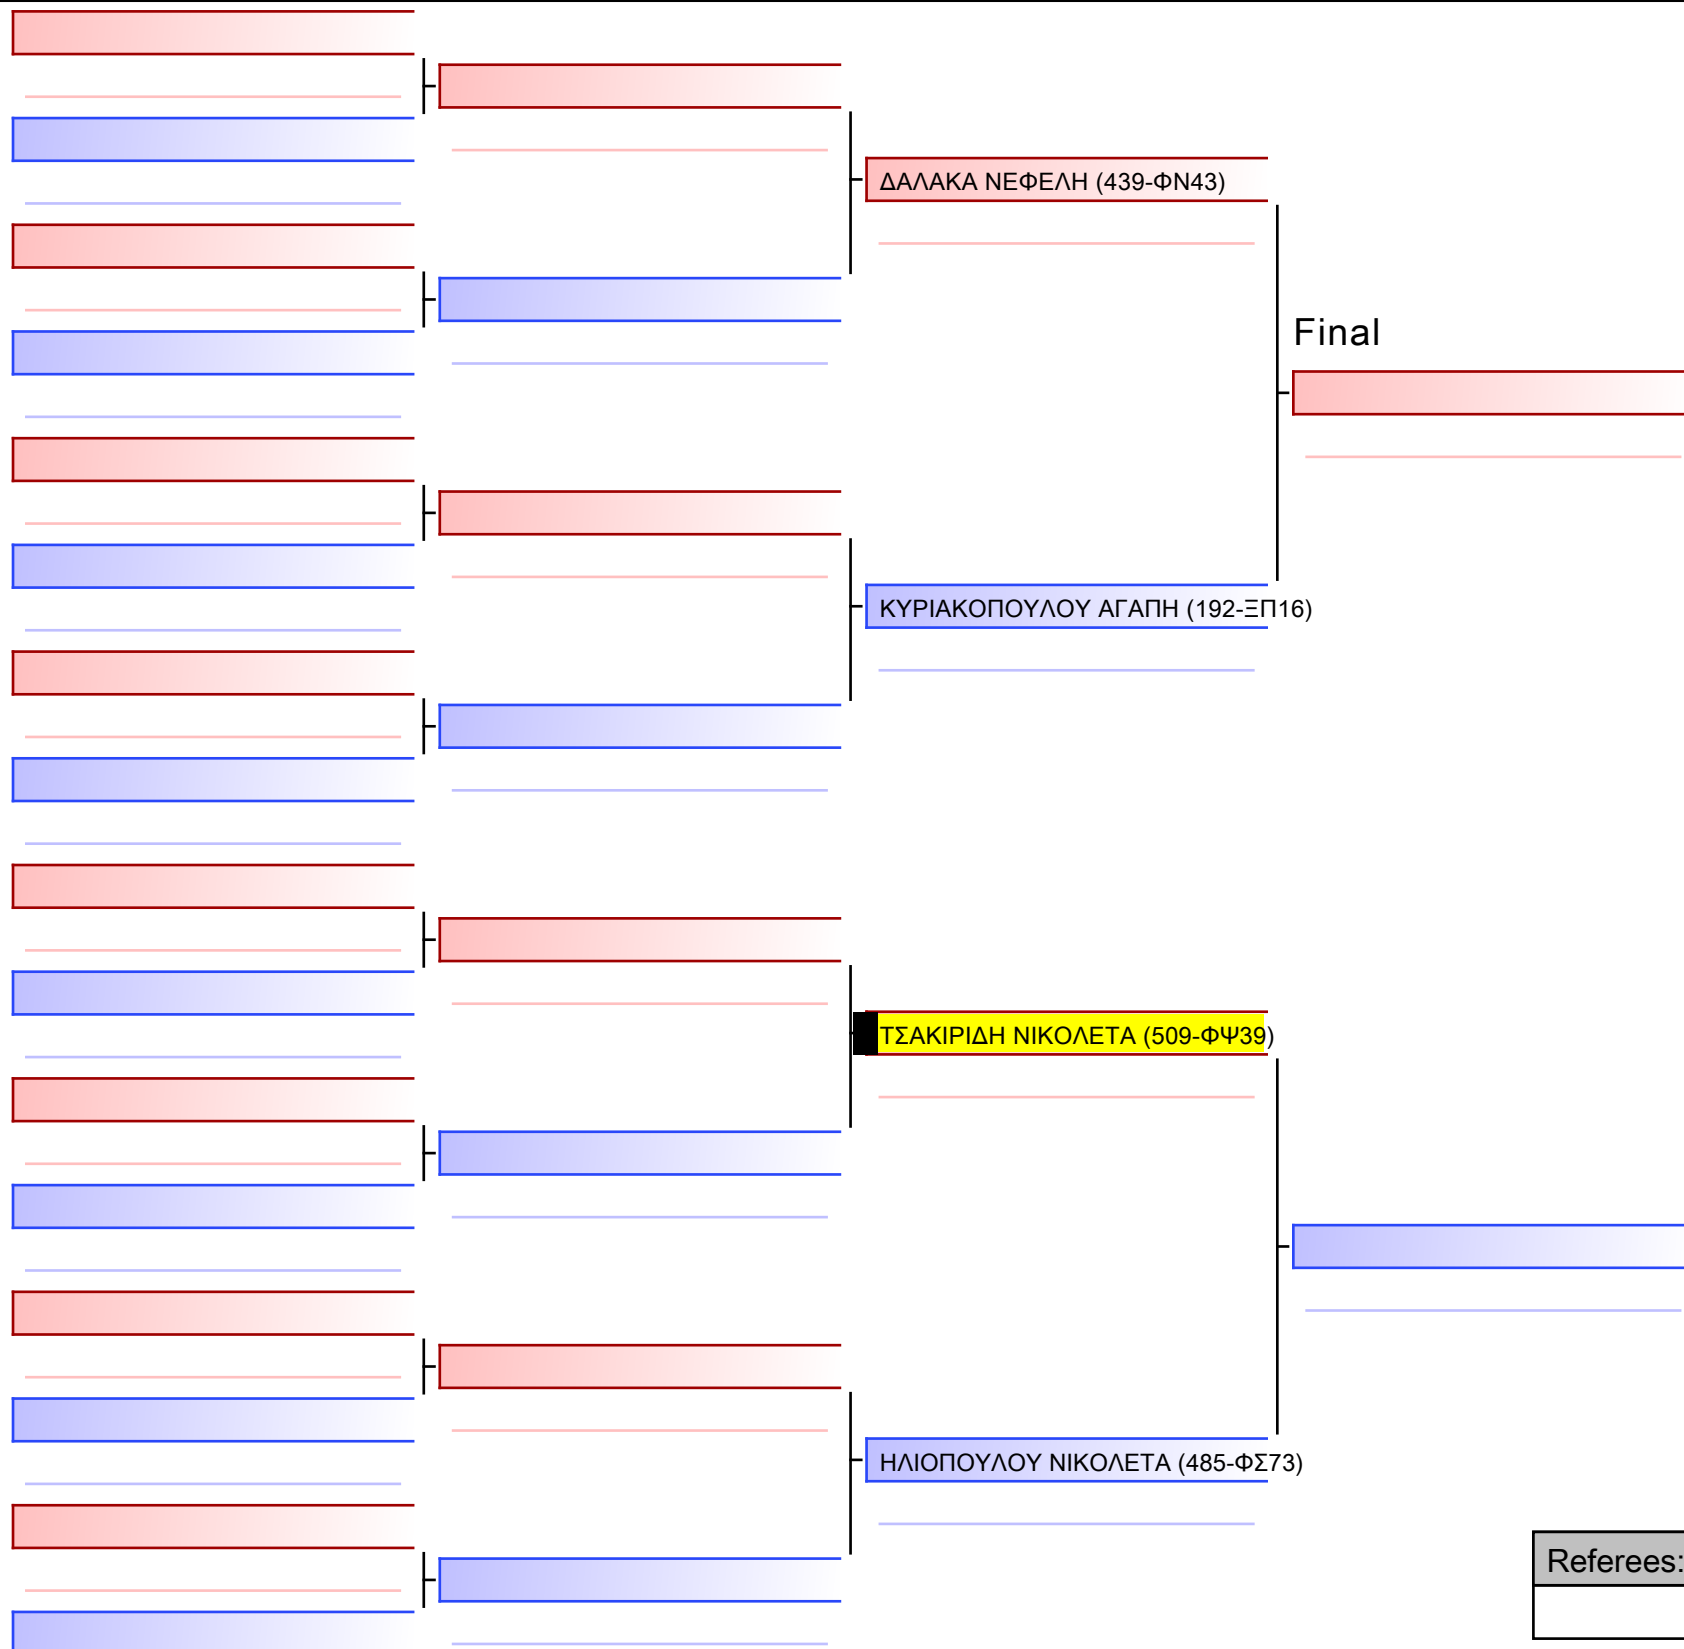 ΔΑΛΑΚΑ ΝΕΦΕΛΗ (439-ΦΝ43)
Final
ΚΥΡΙΑΚΟΠΟΥΛΟΥ ΑΓΑΠΗ (192-ΞΠ16)
ΤΣΑΚΙΡΙΔΗ ΝΙΚΟΛΕΤΑ (509-ΦΨ39)
ΗΛΙΟΠΟΥΛΟΥ ΝΙΚΟΛΕΤΑ (485-ΦΣ73)
Referees: